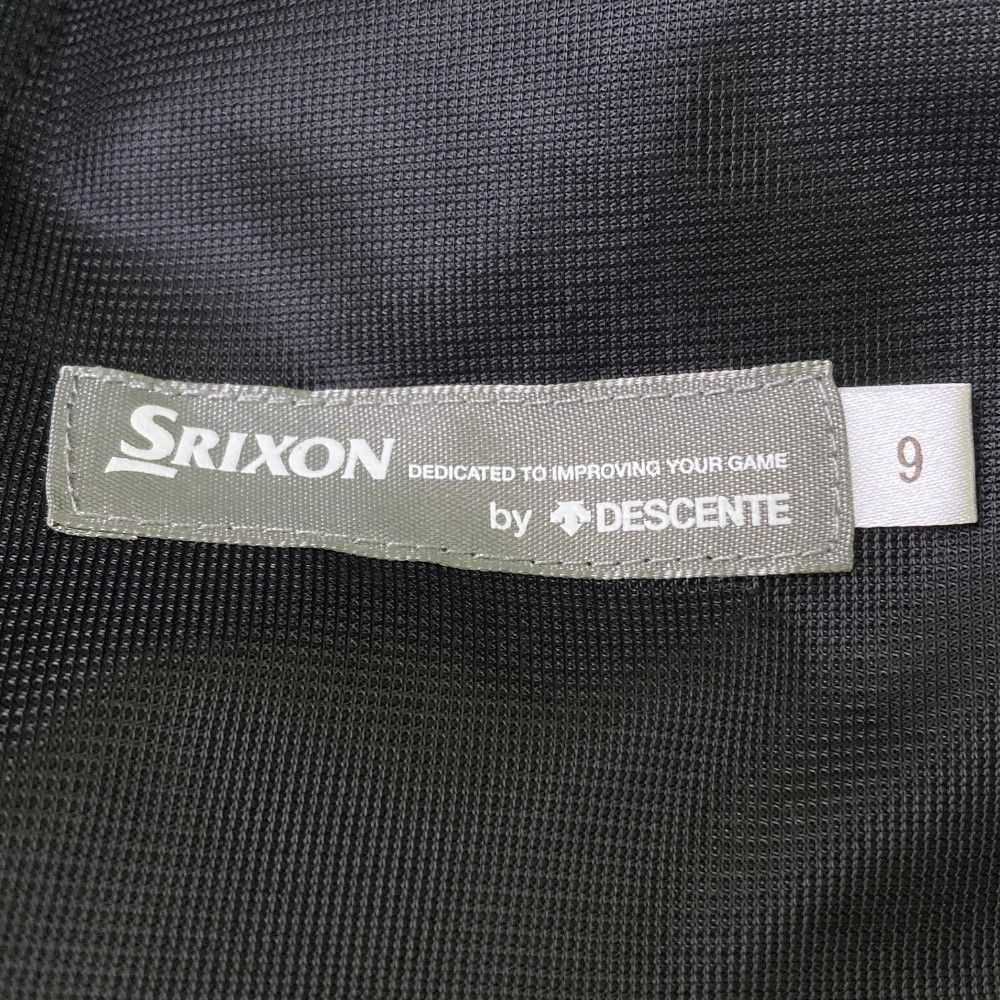 SRIXON DEDICATED TO IMPROVING YOUR GAME
by DESCENTE
9